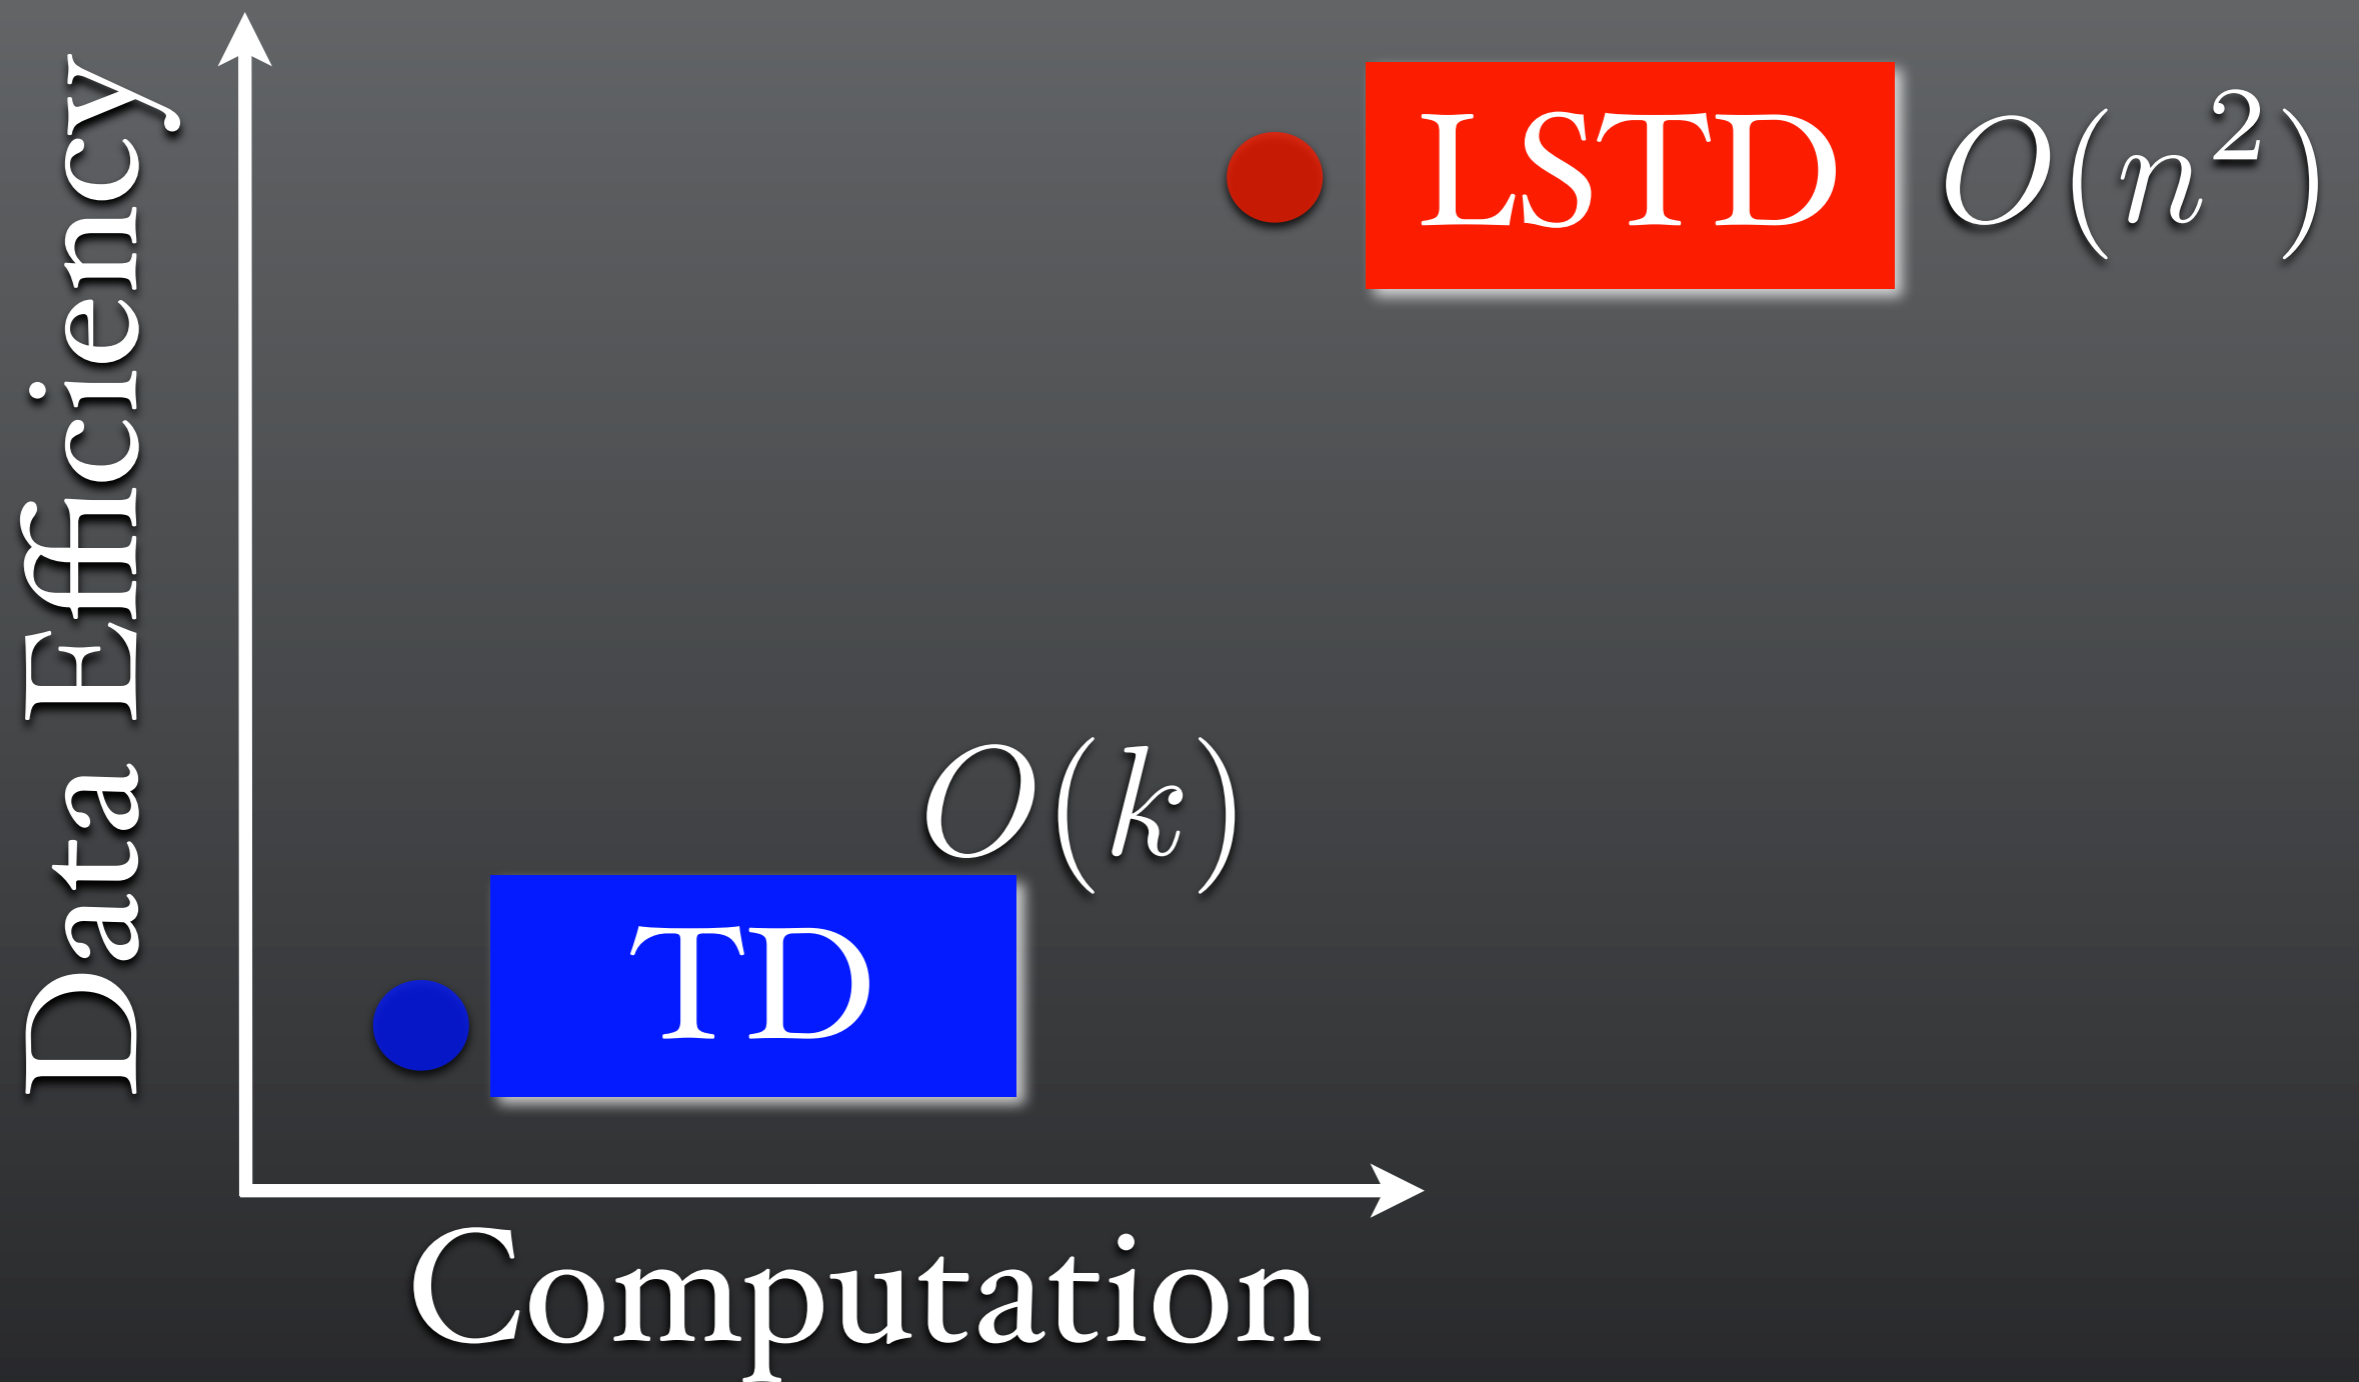 Data Efficiency
LSTD
O(n²)
O(k)
TD
Computation